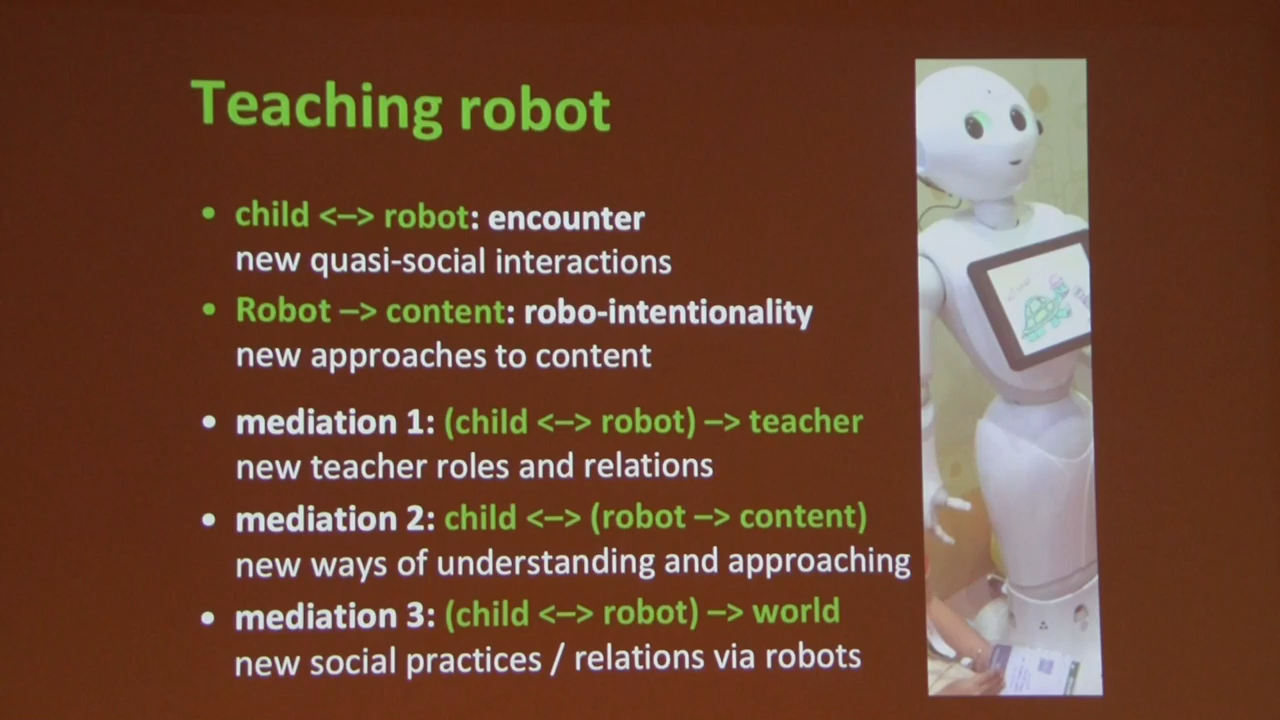 Teaching robot
• child <–> robot: encounter
new quasi-social interactions
• Robot –> content: robo-intentionality
new approaches to content
• mediation 1: (child <–> robot) –> teacher
new teacher roles and relations
• mediation 2: child <–> (robot –> content)
new ways of understanding and approaching
• mediation 3: (child <–> robot) –> world
new social practices / relations via robots